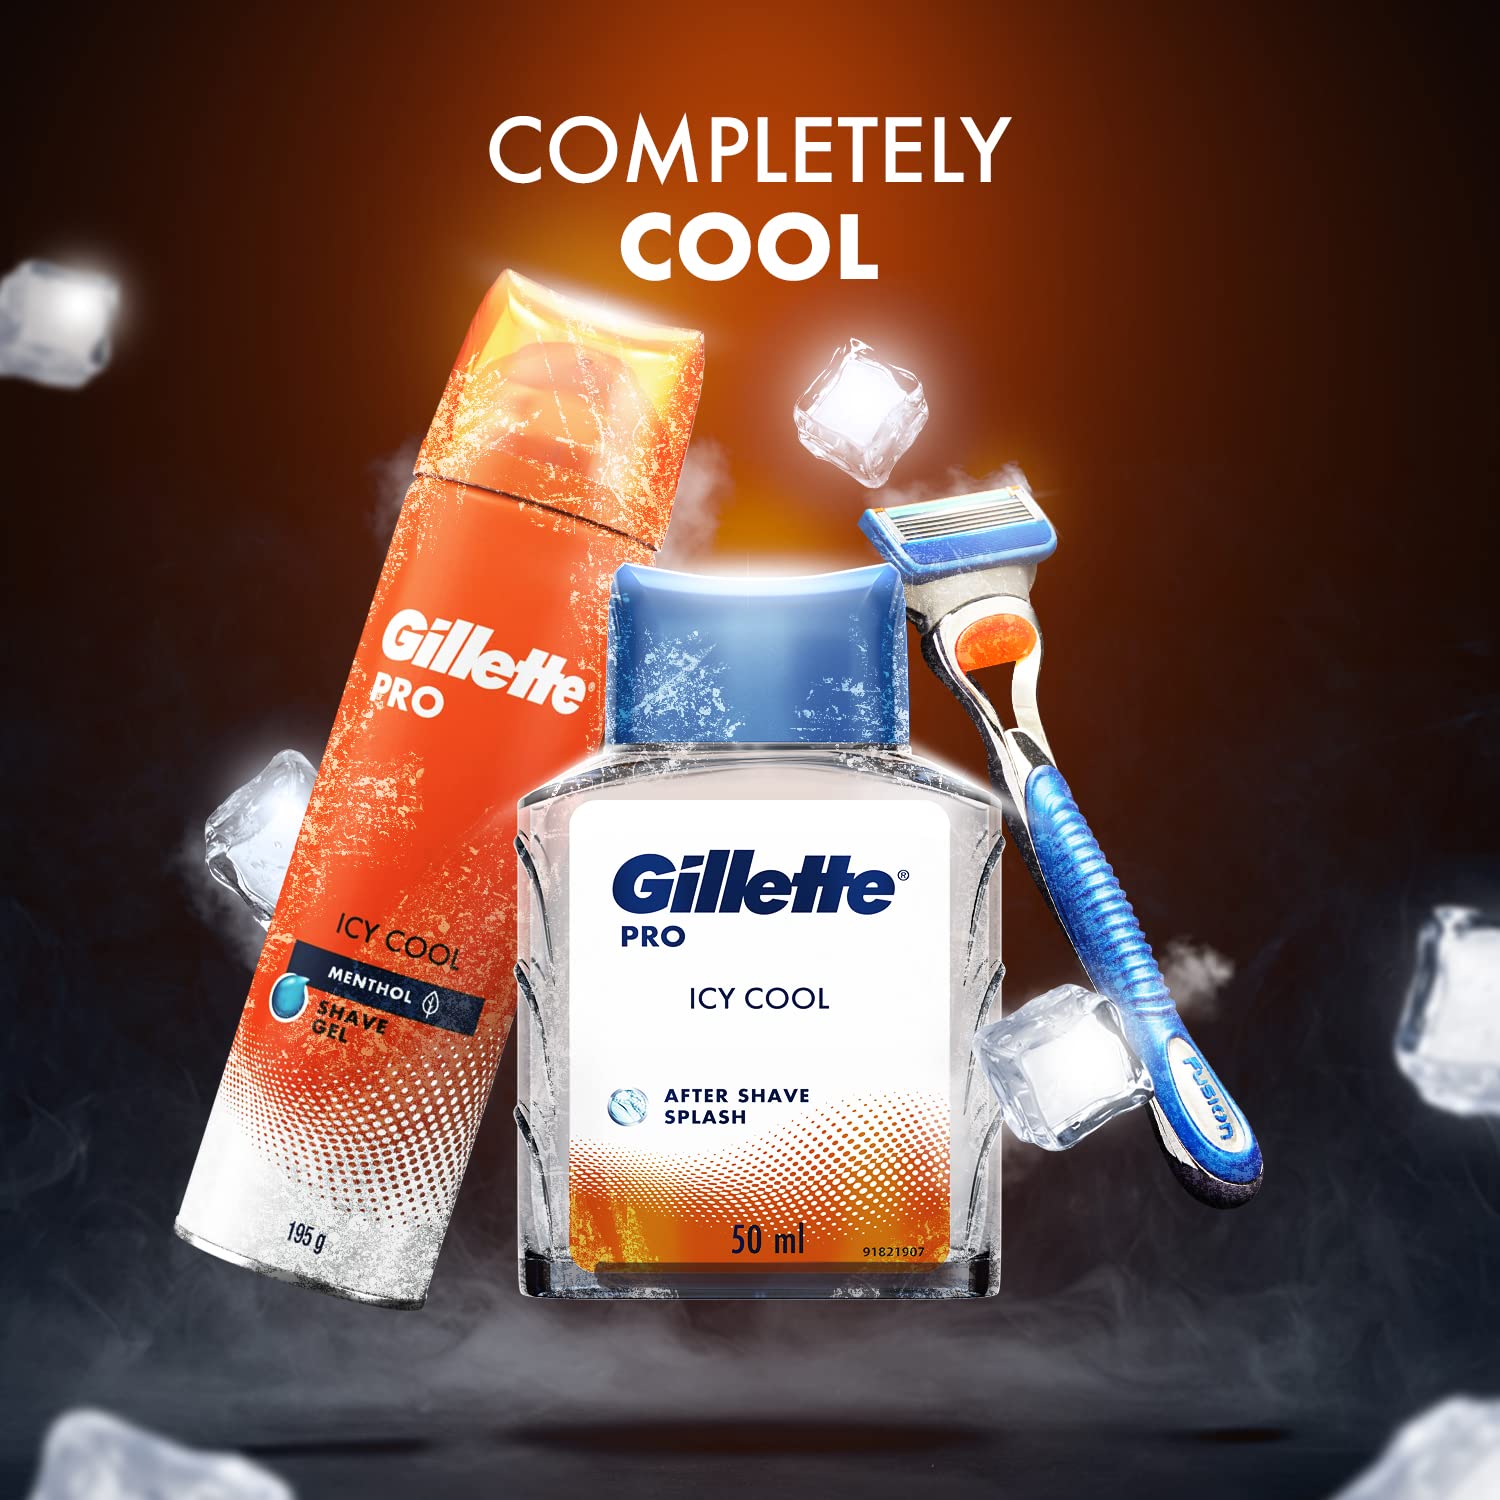 COMPLETELY
COOL
Gillette
PRO
ICY COOL
MENTHOL
SHAVE
GEL
195 g
Gillette®
PRO
ICY COOL
AFTER SHAVE
SPLASH
50 ml
91821907
FUSION